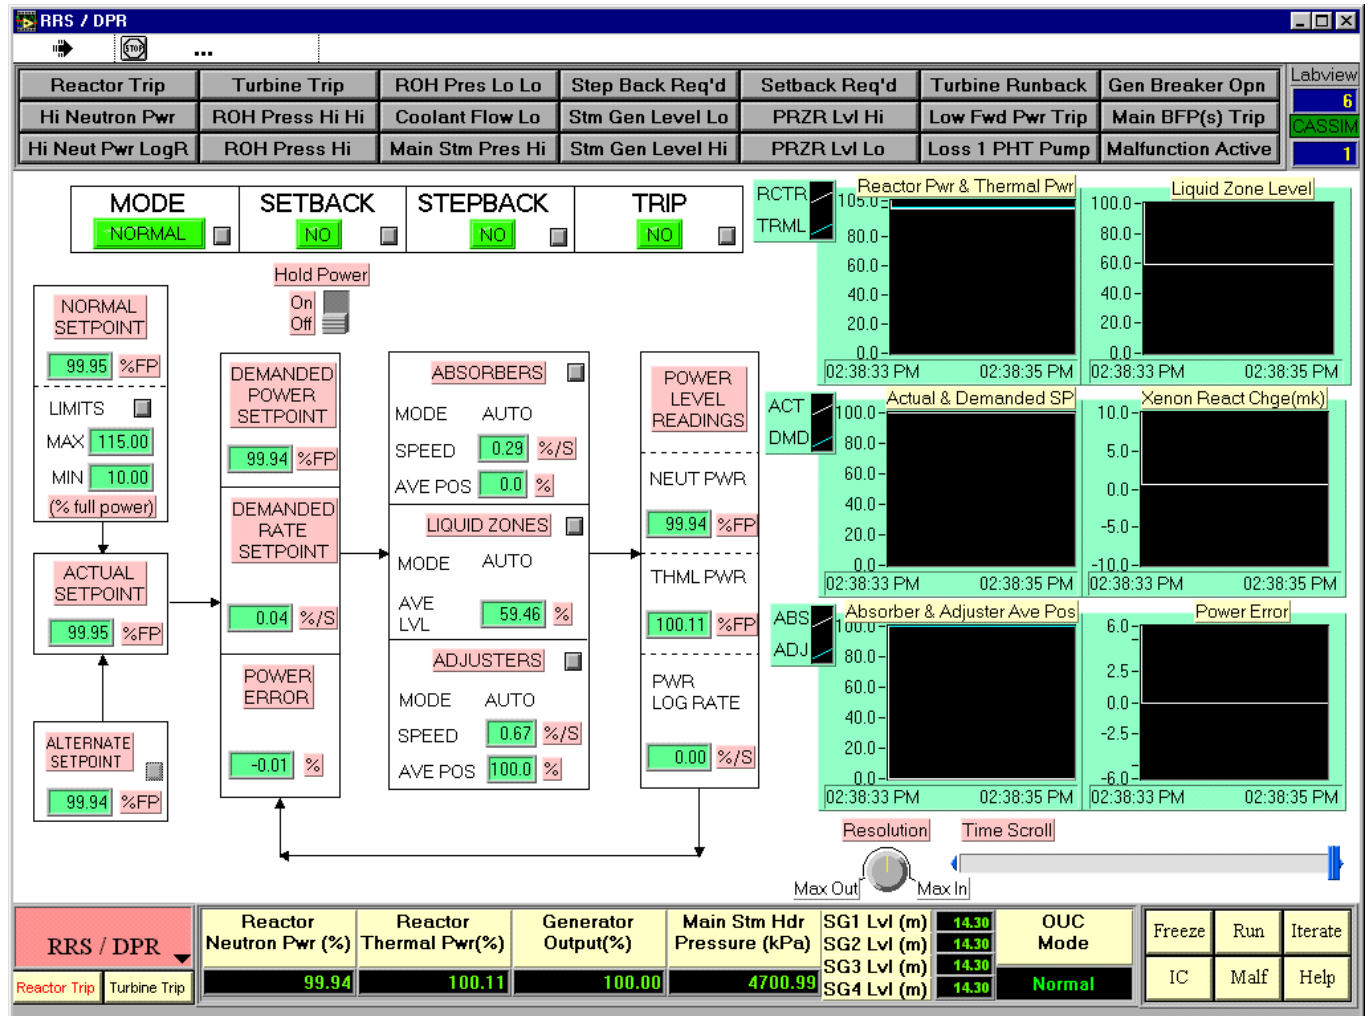 RRS / DPR
STOP ...
Reactor Trip Turbine Trip ROH Pres Lo Lo Step Back Req'd Setback Req'd Turbine Runback Gen Breaker Opn
Hi Neutron Pwr ROH Press Hi Hi Coolant Flow Lo Stm Gen Level Lo PRZR Lvl Hi Low Fwd Pwr Trip Main BFP(s) Trip
Hi Neut Pwr LogR ROH Press Hi Main Stm Pres Hi Stm Gen Level Hi PRZR Lvl Lo Loss 1 PHT Pump Malfunction Active
Labview
6
CASSIM
1
MODE SETBACK STEPBACK TRIP
NORMAL NO NO NO
Hold Power
On
Off
NORMAL
SETPOINT
99.95 %FP
LIMITS
MAX 115.00
MIN 10.00
(% full power)
ACTUAL
SETPOINT
99.95 %FP
ALTERNATE
SETPOINT
99.94 %FP
DEMANDED
POWER
SETPOINT
99.94 %FP
DEMANDED
RATE
SETPOINT
0.04 %/S
POWER
ERROR
-0.01 %
ABSORBERS
MODE AUTO
SPEED 0.29 %/S
AVE POS 0.0 %
LIQUID ZONES
MODE AUTO
AVE
LVL 59.46 %
ADJUSTERS
MODE AUTO
SPEED 0.67 %/S
AVE POS 100.0 %
POWER
LEVEL
READINGS
NEUT PWR
99.94 %FP
THML PWR
100.11 %FP
PWR
LOG RATE
0.00 %/S
RCTR
TRML
Reactor Pwr & Thermal Pwr
105.0
80.0
60.0
40.0
20.0
0.0
02:38:33 PM 02:38:35 PM
Liquid Zone Level
100.0
80.0
60.0
40.0
20.0
0.0
02:38:33 PM 02:38:35 PM
ACT
DMD
Actual & Demanded SP
100.0
80.0
60.0
40.0
20.0
0.0
02:38:33 PM 02:38:35 PM
Xenon React Chge(mk)
10.0
5.0
0.0
-5.0
-10.0
02:38:33 PM 02:38:35 PM
ABS
ADJ
Absorber & Adjuster Ave Pos
100.0
80.0
60.0
40.0
20.0
0.0
02:38:33 PM 02:38:35 PM
Power Error
6.0
2.5
0.0
-2.5
-6.0
02:38:33 PM 02:38:35 PM
Resolution Time Scroll
Max Out Max In
RRS / DPR
Reactor Trip Turbine Trip
Reactor
Neutron Pwr (%)
99.94
Reactor
Thermal Pwr(%)
100.11
Generator
Output(%)
100.00
Main Stm Hdr
Pressure (kPa)
4700.99
SG1 Lvl (m) 14.30
SG2 Lvl (m) 14.30
SG3 Lvl (m) 14.30
SG4 Lvl (m) 14.30
OUC
Mode
Normal
Freeze Run Iterate
IC Malf Help